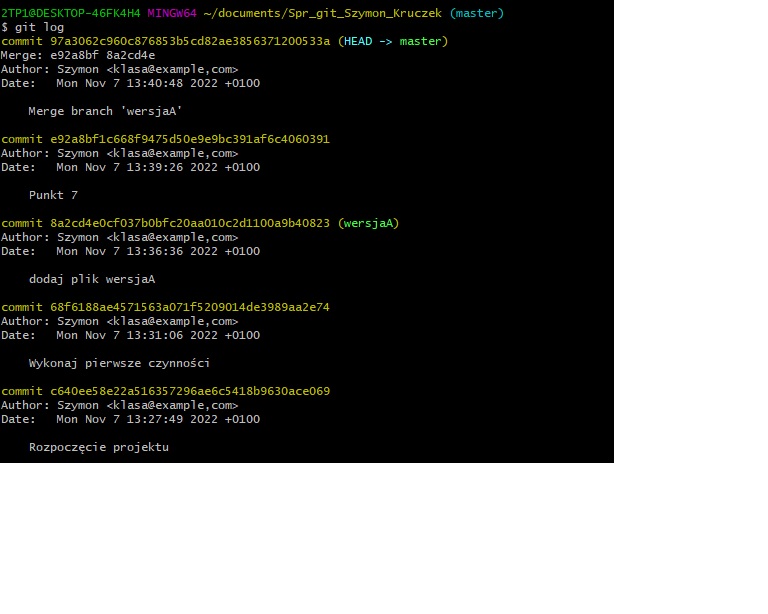 2TP1@DESKTOP-46FK4H4 MINGW64 ~/documents/Spr_git_Szymon_Kruczek (master)
$ git log
commit 97a3062c960c876853b5cd82ae3856371200533a (HEAD -> master)
Merge: e92a8bf 8a2cd4e
Author: Szymon <klasa@example,com>
Date:   Mon Nov 7 13:40:48 2022 +0100
    Merge branch 'wersjaA'
commit e92a8bf1c668f9475d50e9e9bc391af6c4060391
Author: Szymon <klasa@example,com>
Date:   Mon Nov 7 13:39:26 2022 +0100
    Punkt 7
commit 8a2cd4e0cf037b0bfc20aa010c2d1100a9b40823 (wersjaA)
Author: Szymon <klasa@example,com>
Date:   Mon Nov 7 13:36:36 2022 +0100
    dodaj plik wersjaA
commit 68f6188ae4571563a071f5209014de3989aa2e74
Author: Szymon <klasa@example,com>
Date:   Mon Nov 7 13:31:06 2022 +0100
    Wykonaj pierwsze czynności
commit c640ee58e22a516357296ae6c5418b9630ace069
Author: Szymon <klasa@example,com>
Date:   Mon Nov 7 13:27:49 2022 +0100
    Rozpoczęcie projektu